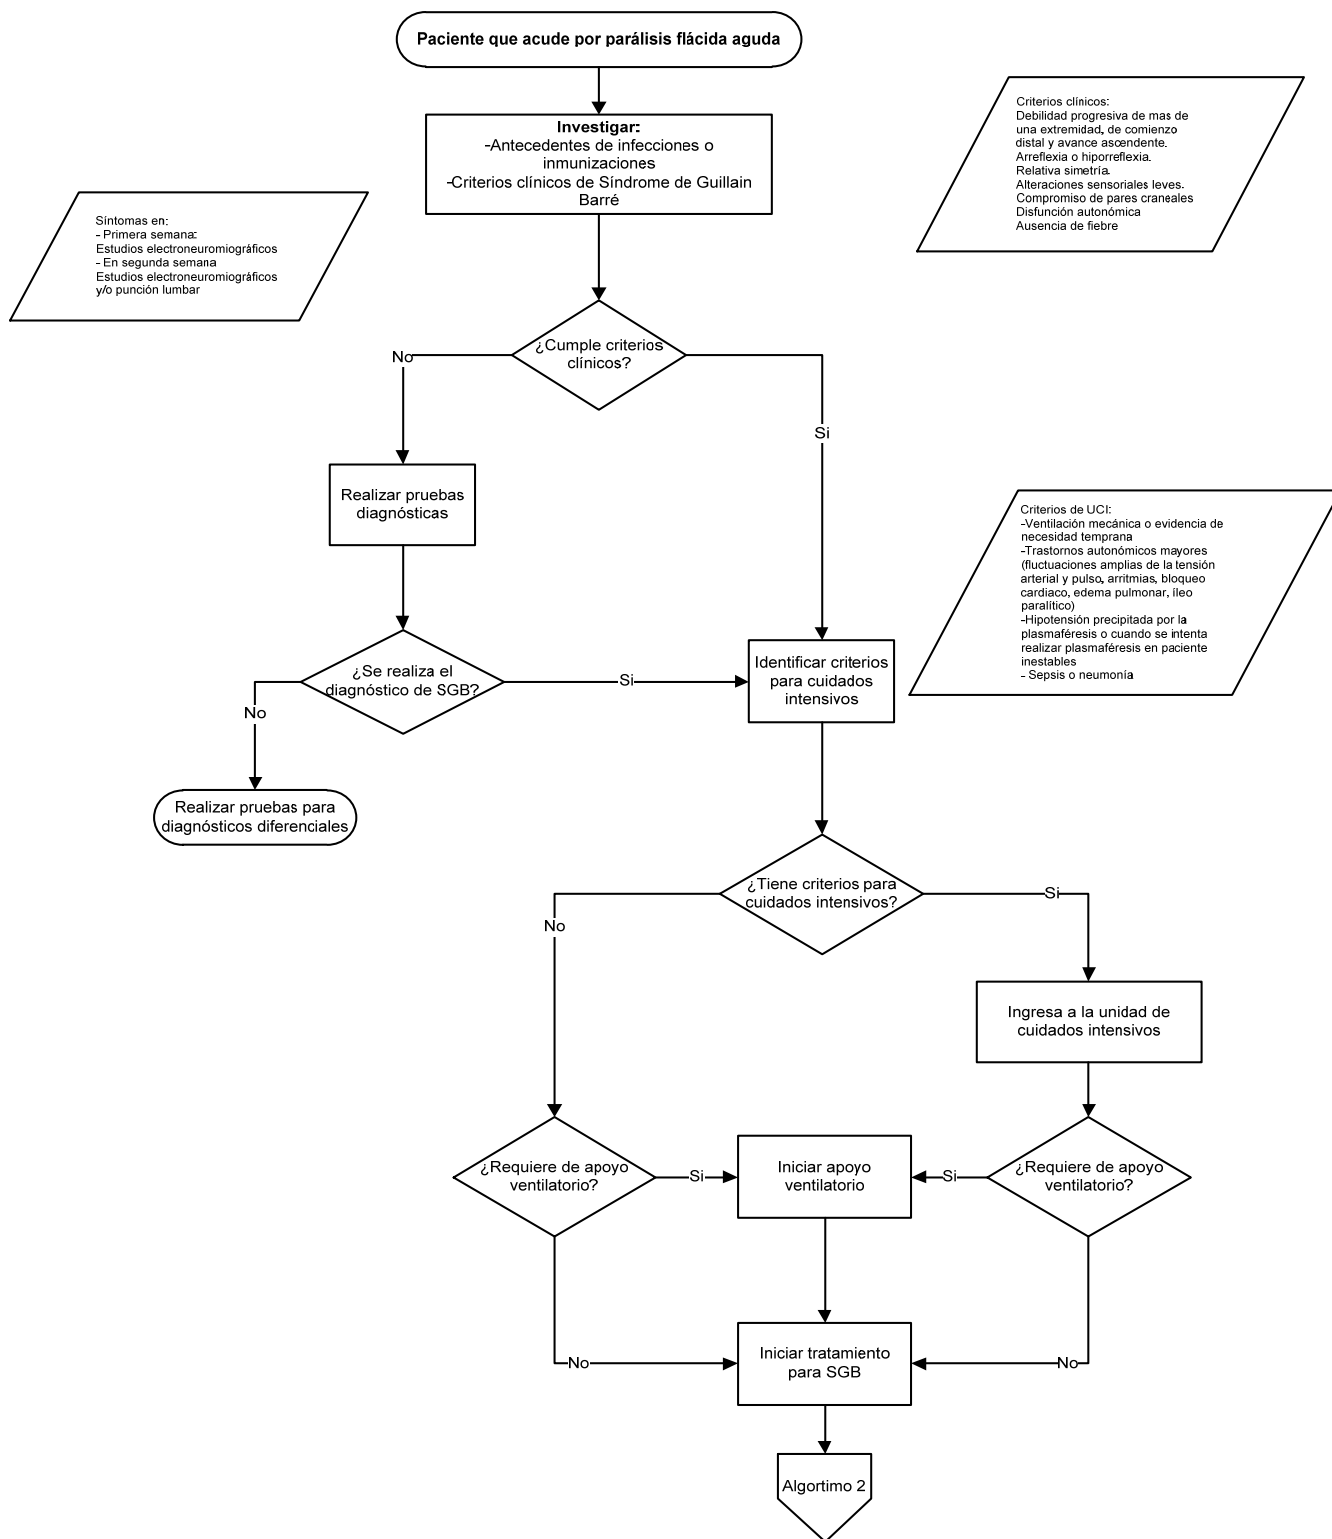 Paciente que acude por parálisis flácida aguda
Investigar:
-Antecedentes de infecciones o
inmunizaciones
-Criterios clínicos de Síndrome de Guillain
Barré
Criterios clínicos:
Debilidad progresiva de mas de
una extremidad, de comienzo
distal y avance ascendente.
Arreflexia o hiporreflexia.
Relativa simetría.
Alteraciones sensoriales leves.
Compromiso de pares craneales
Disfunción autonómica
Ausencia de fiebre
Síntomas en:
- Primera semana:
Estudios electroneuromiográficos
- En segunda semana
Estudios electroneuromiográficos
y/o punción lumbar
¿Cumple criterios
clínicos?
No
Si
Realizar pruebas
diagnósticas
Criterios de UCI:
-Ventilación mecánica o evidencia de
necesidad temprana
-Trastornos autonómicos mayores
(fluctuaciones amplias de la tensión
arterial y pulso, arritmias, bloqueo
cardiaco, edema pulmonar, íleo
paralítico)
-Hipotensión precipitada por la
plasmaféresis o cuando se intenta
realizar plasmaféresis en paciente
inestables
- Sepsis o neumonía
¿Se realiza el
diagnóstico de SGB?
Si
No
Identificar criterios
para cuidados
intensivos
Realizar pruebas para
diagnósticos diferenciales
¿Tiene criterios para
cuidados intensivos?
No
Si
Ingresa a la unidad de
cuidados intensivos
¿Requiere de apoyo
ventilatorio?
Si
Iniciar apoyo
ventilatorio
Si
¿Requiere de apoyo
ventilatorio?
No
Iniciar tratamiento
para SGB
No
Algortimo 2